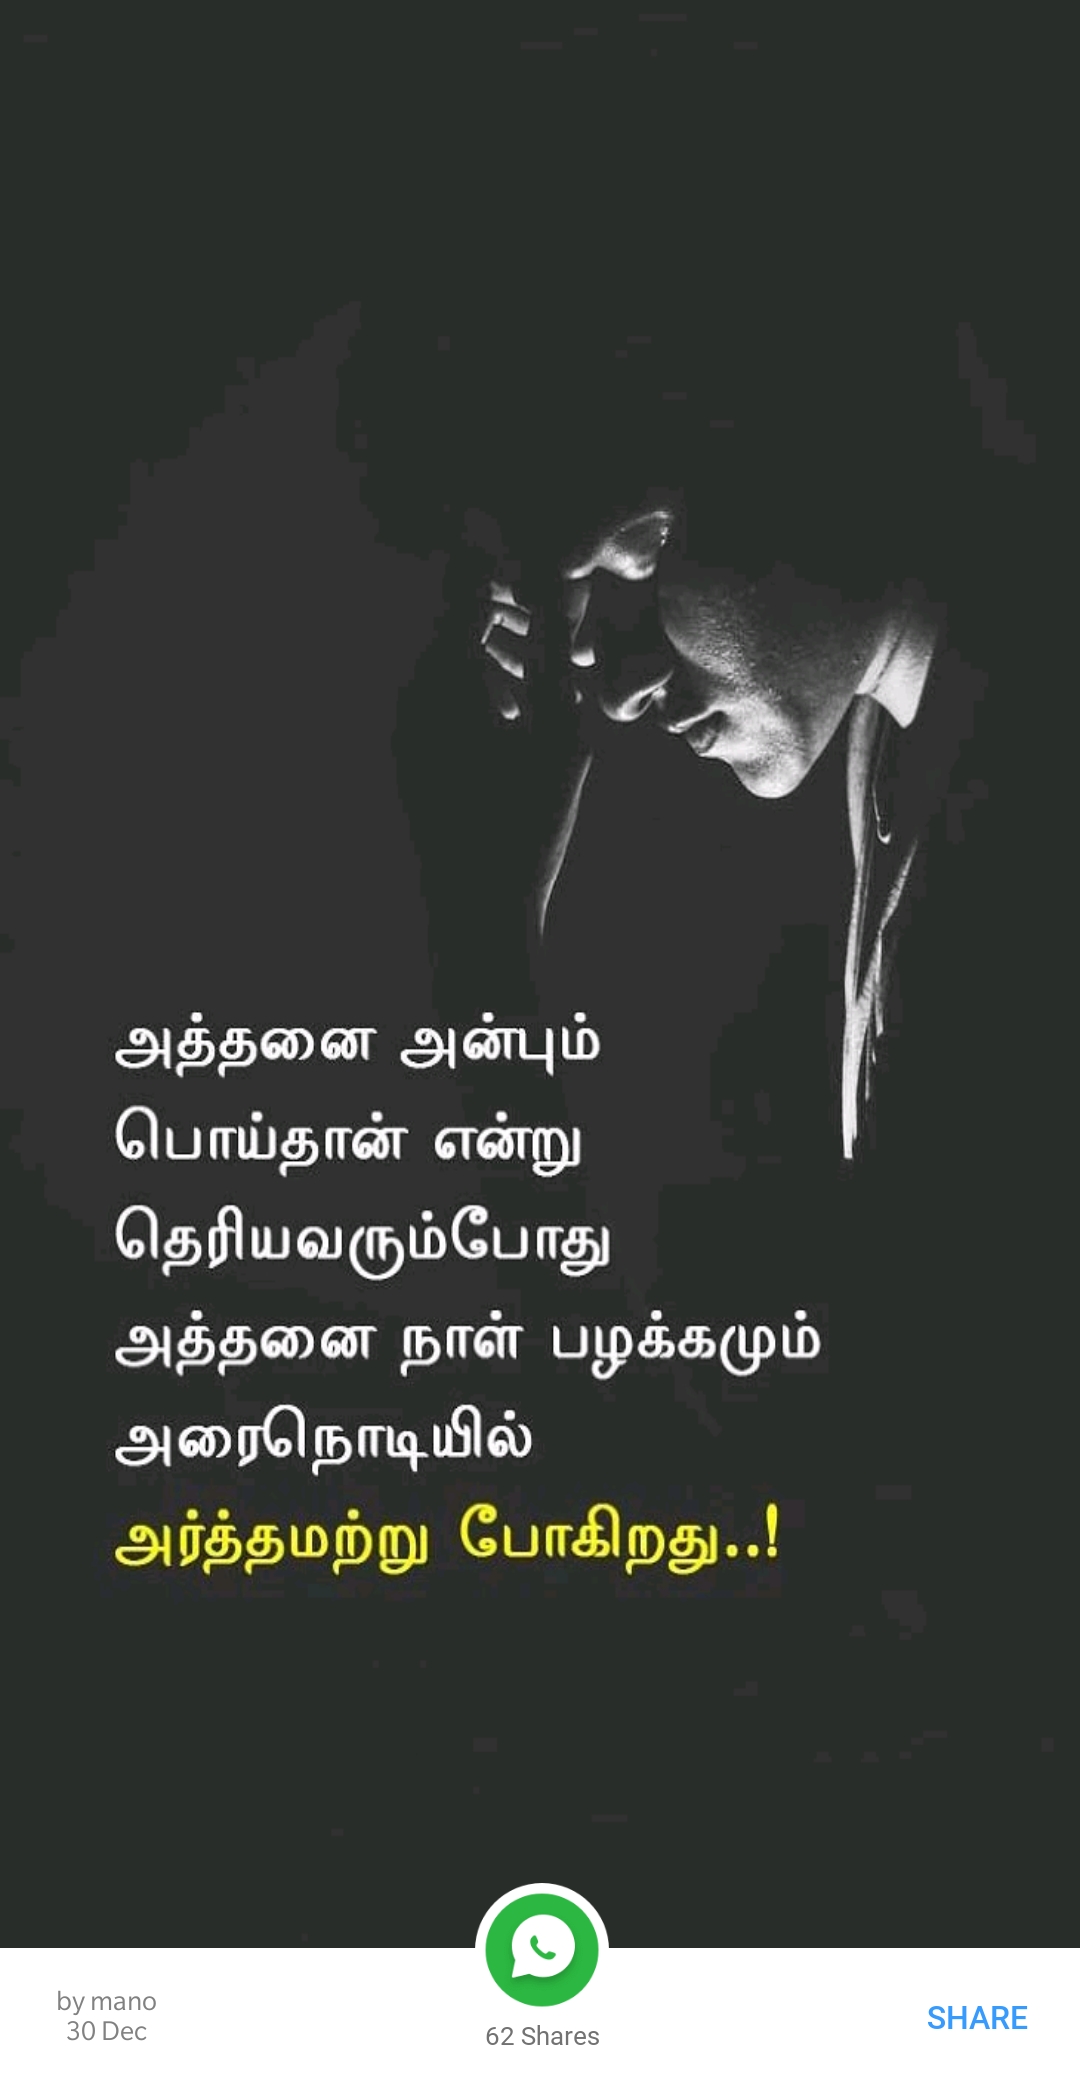 அத்தனை அன்பும்
பொய்தான் என்று
தெரியவரும்போது
அத்தனை நாள் பழக்கமும்
அரைநொடியில்
அர்த்தமற்று போகிறது..!
by mano
30 Dec
62 Shares
SHARE